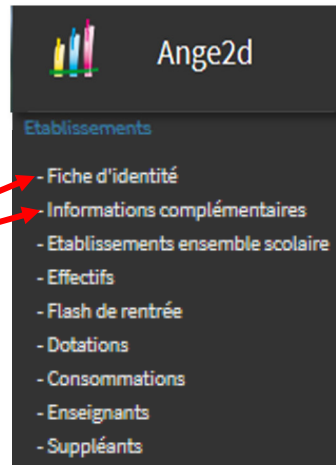 Ange2d
Etablissements
- Fiche d'identité
- Informations complémentaires
- Etablissements ensemble scolaire
- Effectifs
- Flash de rentrée
- Dotations
- Consommations
- Enseignants
- Suppléants